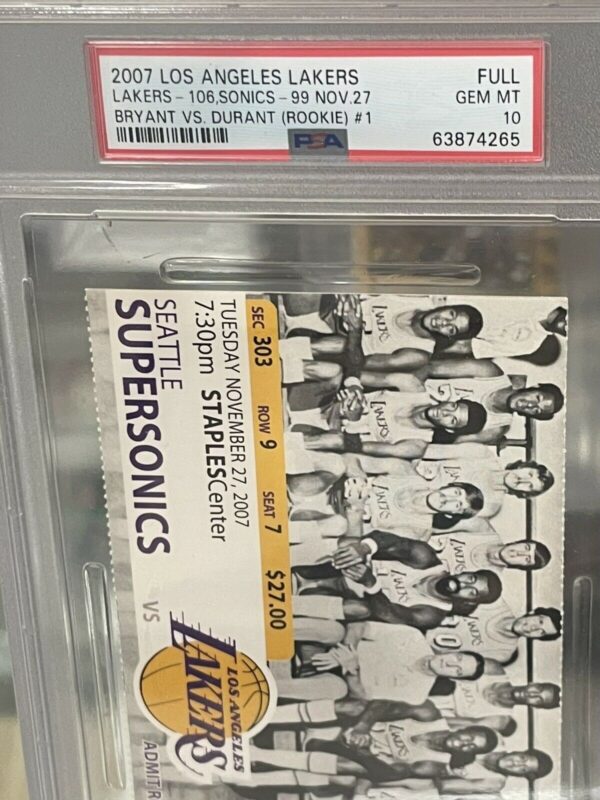 2007 LOS ANGELES LAKERS FULL
LAKERS - 106,SONICS - 99 NOV.27 GEM MT
BRYANT VS. DURANT (ROOKIE) #1 10
PSA 63874265
SEC 303 ROW 9 SEAT 7 $27.00
TUESDAY NOVEMBER 27, 2007
7:30pm STAPLESCenter
SEATTLE
SUPERSONICS VS
LOS ANGELES
LAKERS